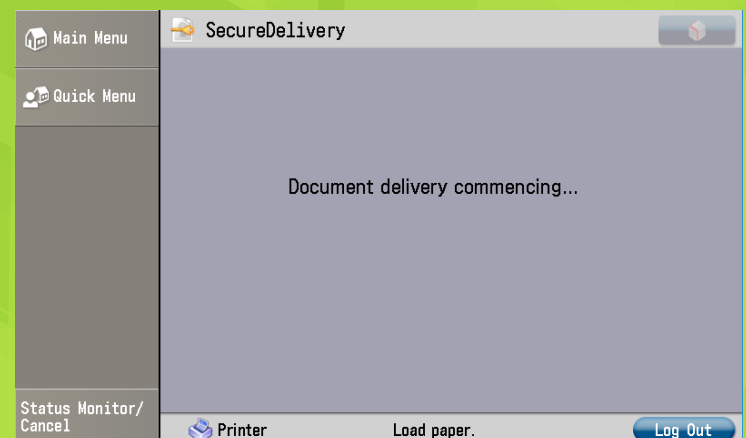 Main Menu
SecureDelivery
Quick Menu
Document delivery commencing...
Status Monitor/
Cancel
Printer
Load paper.
Log Out